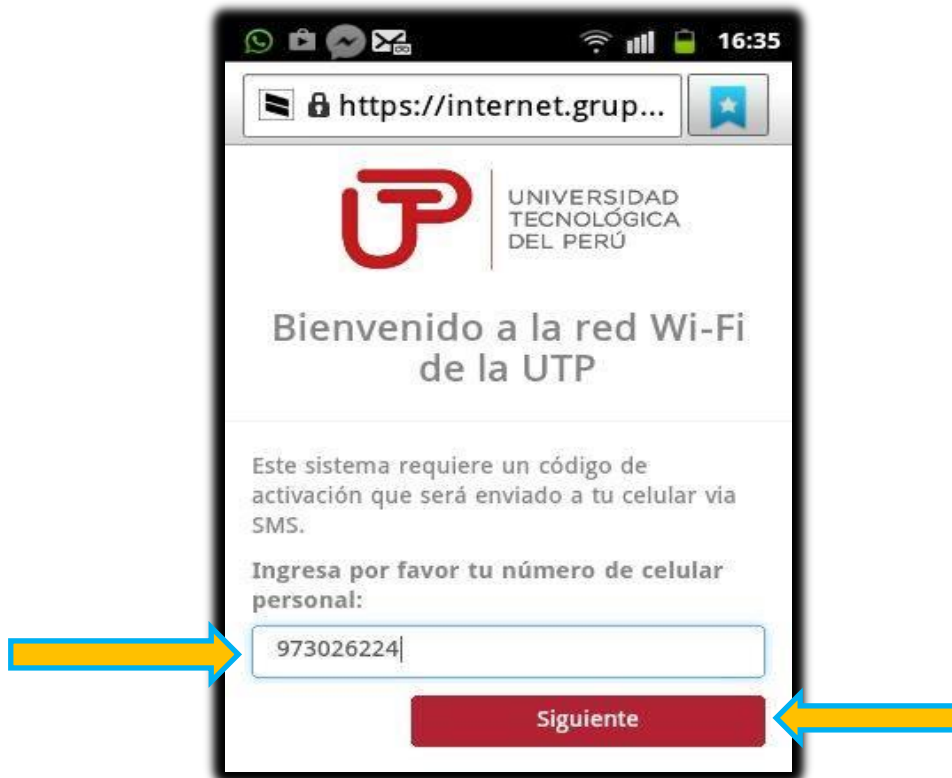 16:35
https://internet.grup...
UTP
UNIVERSIDAD
TECNOLÓGICA
DEL PERÚ
Bienvenido a la red Wi-Fi
de la UTP
Este sistema requiere un código de
activación que será enviado a tu celular via
SMS.
Ingresa por favor tu número de celular
personal:
973026224
Siguiente